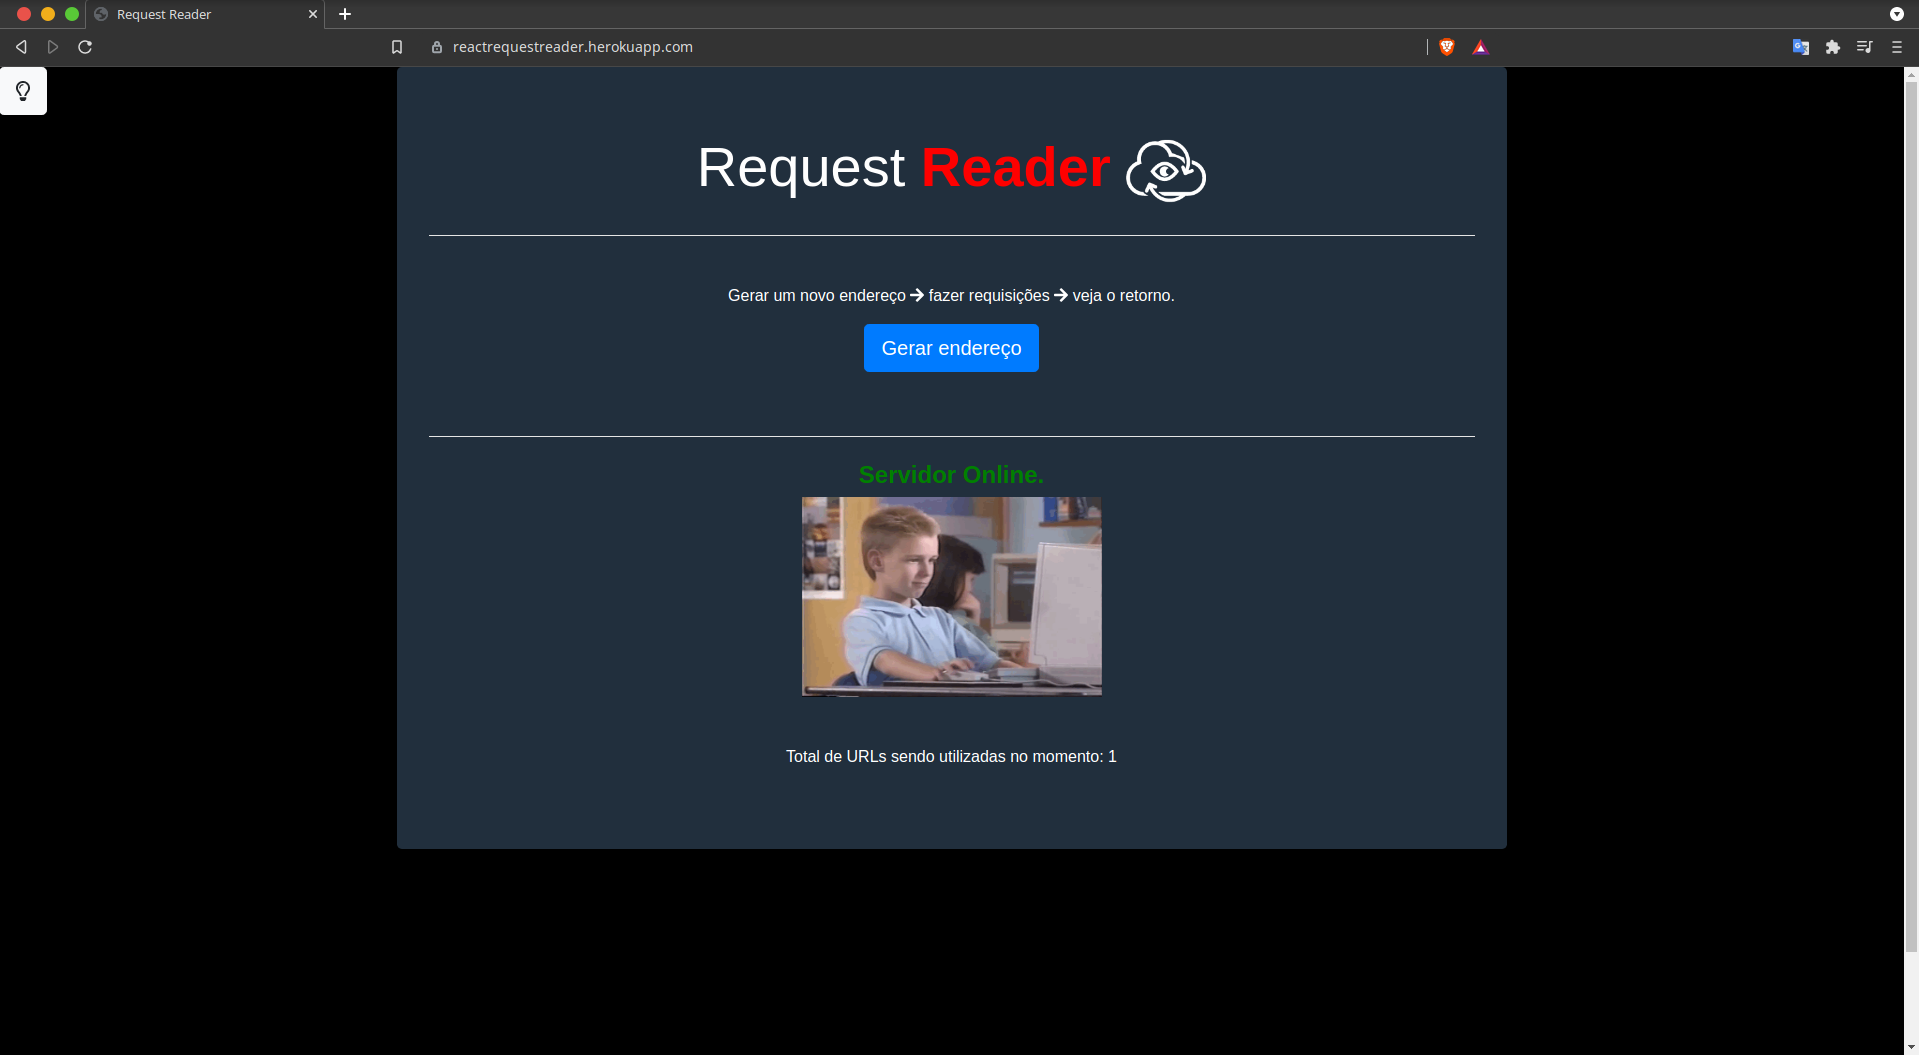 Request Reader
reactrequestreader.herokuapp.com
Request Reader
Gerar um novo endereço → fazer requisições → veja o retorno.
Gerar endereço
Servidor Online.
Total de URLs sendo utilizadas no momento: 1